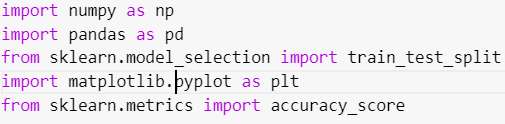 import numpy as np
import pandas as pd
from sklearn.model_selection import train_test_split
import matplotlib.pyplot as plt
from sklearn.metrics import accuracy_score